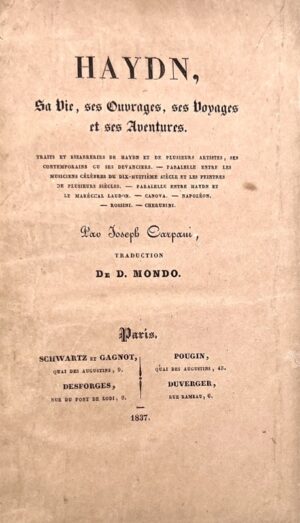 HAYDN,
Sa Vie, ses Ouvrages, ses Voyages
et ses Aventures.
TRAITS ET BIZARRERIES DE HAYDN ET DE PLUSIEURS ARTISTES, SES
CONTEMPORAINS OU SES DEVANCIERS. — PARALELLE ENTRE LES
MUSICIENS CÉLÈBRES DU DIX-HUITIÈME SIÈCLE ET LES PEINTRES
DE PLUSIEURS SIÈCLES. — PARALELLE ENTRE HAYDN ET
LE MARÉCHAL LAUDON. — CANOVA. — NAPOLÉON.
— ROSSINI. — CHERUBINI.
Par Joseph Carpani,
TRADUCTION
DE D. MONDO.
Paris.
SCHWARTZ ET GAGNOT,
QUAI DES AUGUSTINS, 9.
DESFORGES,
RUE DU PONT DE LODI, 8.
POUGIN,
QUAI DES AUGUSTINS, 49.
DUVERGER,
RUE RAMEAU, 6.
1837.